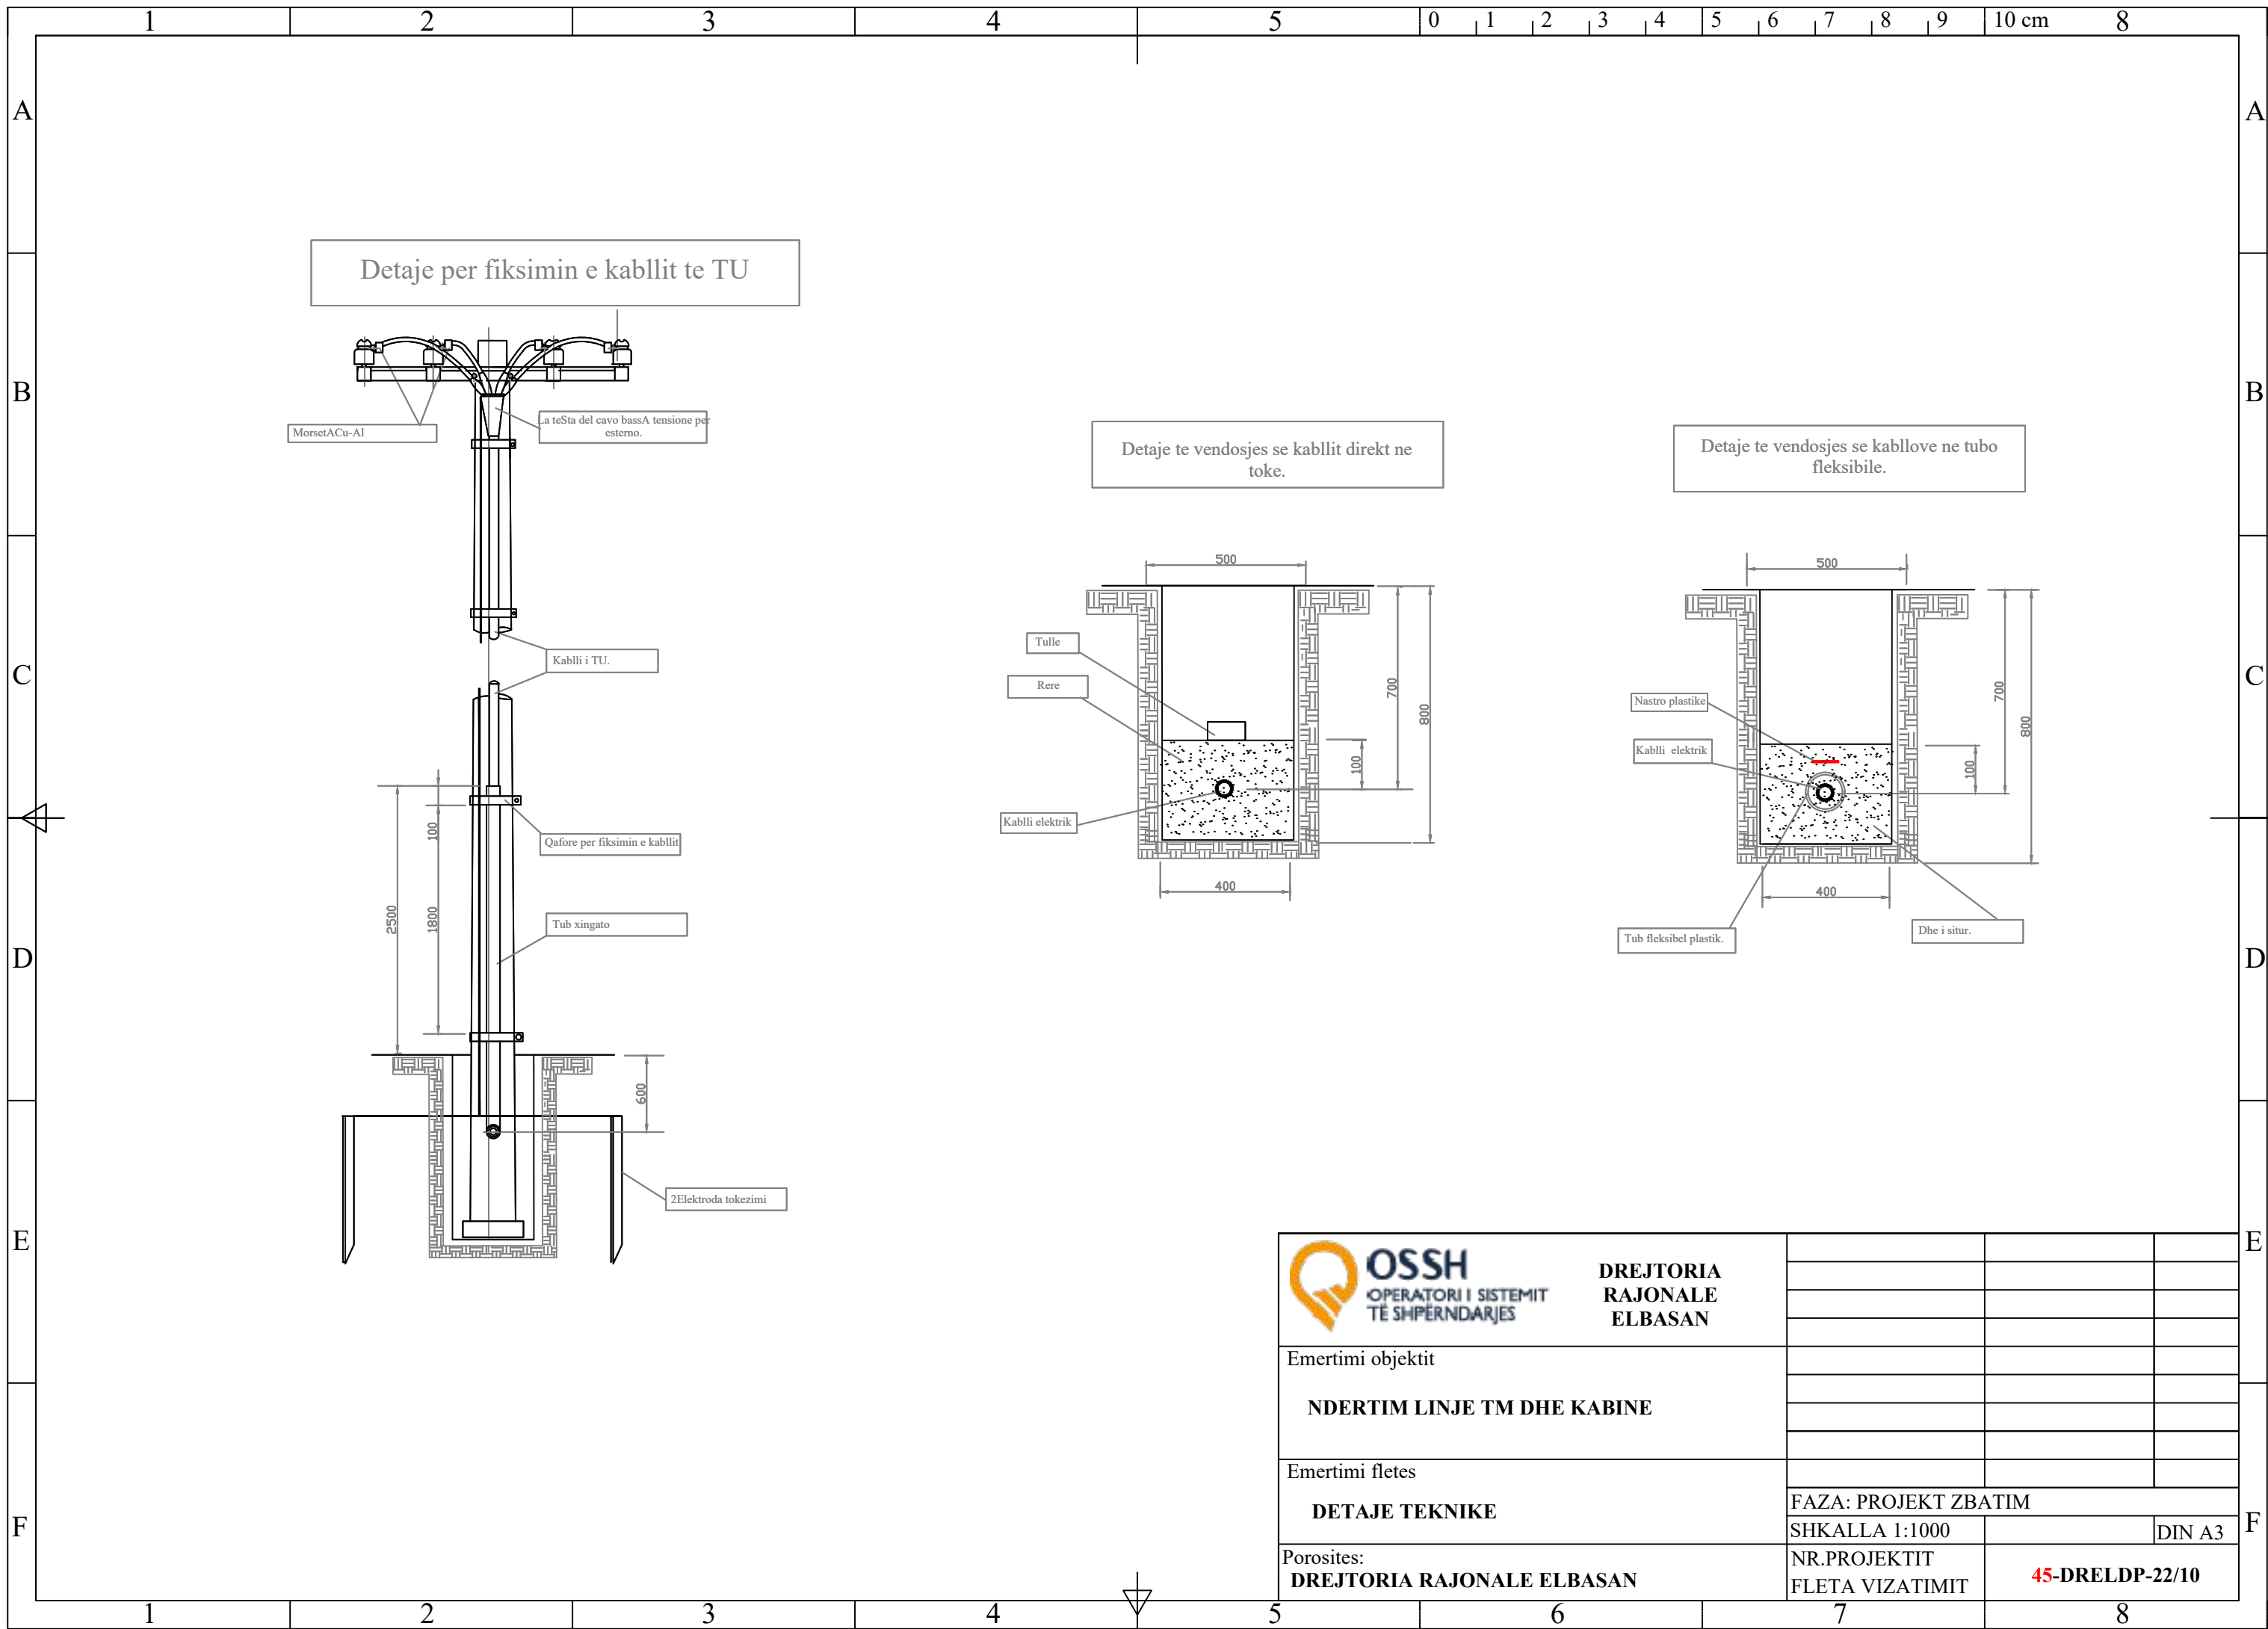 1 2 3 4 5 0 1 2 3 4 5 6 7 8 9 10 cm 8
A A
B B
C C
D D
E E
F F
Detaje per fiksimin e kabllit te TU
MorsetACu-Al
La teSta del cavo bassA tensione per
esterno.
Kablli i TU.
100
Qafore per fiksimin e kabllit
2500
1800
Tub xingato
600
2Elektroda tokezimi
Detaje te vendosjes se kabllit direkt ne
toke.
500
Tulle
Rere
700
800
100
Kablli elektrik
400
Detaje te vendosjes se kabllove ne tubo
fleksibile.
500
Nastro plastike
Kablli elektrik
700
800
100
400
Tub fleksibel plastik.
Dhe i situr.
OSSH
OPERATORI I SISTEMIT
TË SHPËRNDARJES
DREJTORIA
RAJONALE
ELBASAN
Emertimi objektit
NDERTIM LINJE TM DHE KABINE
Emertimi fletes
DETAJE TEKNIKE
Porosites:
DREJTORIA RAJONALE ELBASAN
FAZA: PROJEKT ZBATIM
SHKALLA 1:1000
DIN A3
NR.PROJEKTIT
FLETA VIZATIMIT
45-DRELDP-22/10
1 2 3 4 5 6 7 8